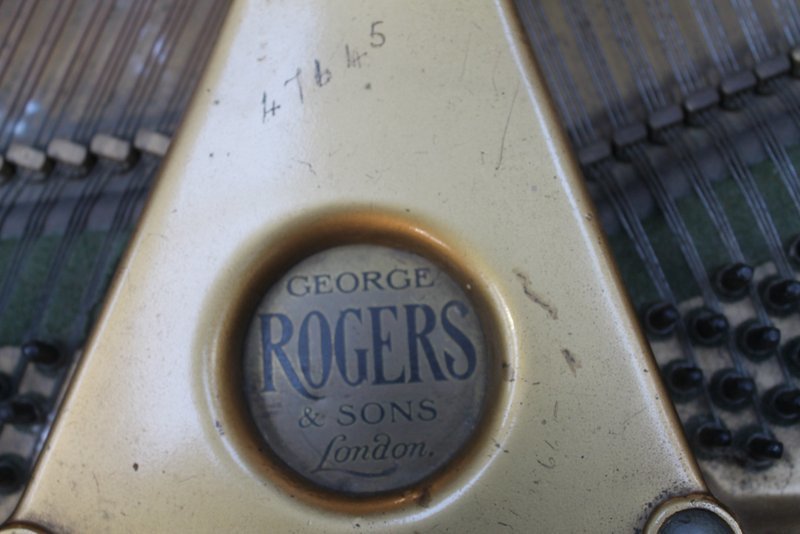 47645
GEORGE
ROGERS
& SONS
London.